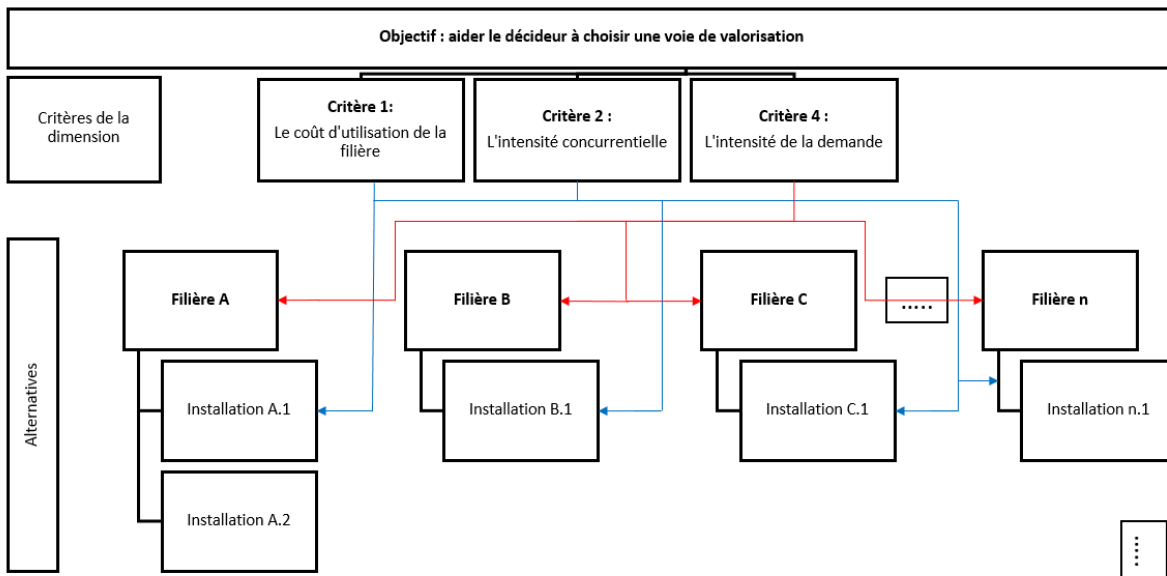 Objectif : aider le décideur à choisir une voie de valorisation
Critères de la
dimension
Critère 1:
Le coût d'utilisation de la
filière
Critère 2 :
L'intensité concurrentielle
Critère 4 :
L'intensité de la demande
Alternatives
Filière A
Filière B
Filière C
.....
Filière n
Installation A.1
Installation B.1
Installation C.1
Installation n.1
Installation A.2
.....